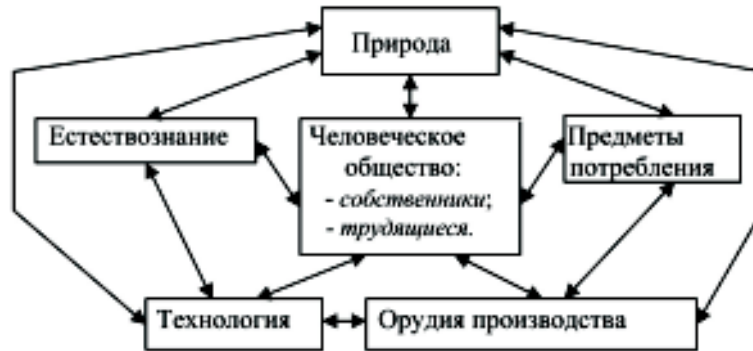 Природа
Естествознание
Человеческое
общество:
- собственники;
- трудящиеся.
Предметы
потребления
Технология
Орудия производства